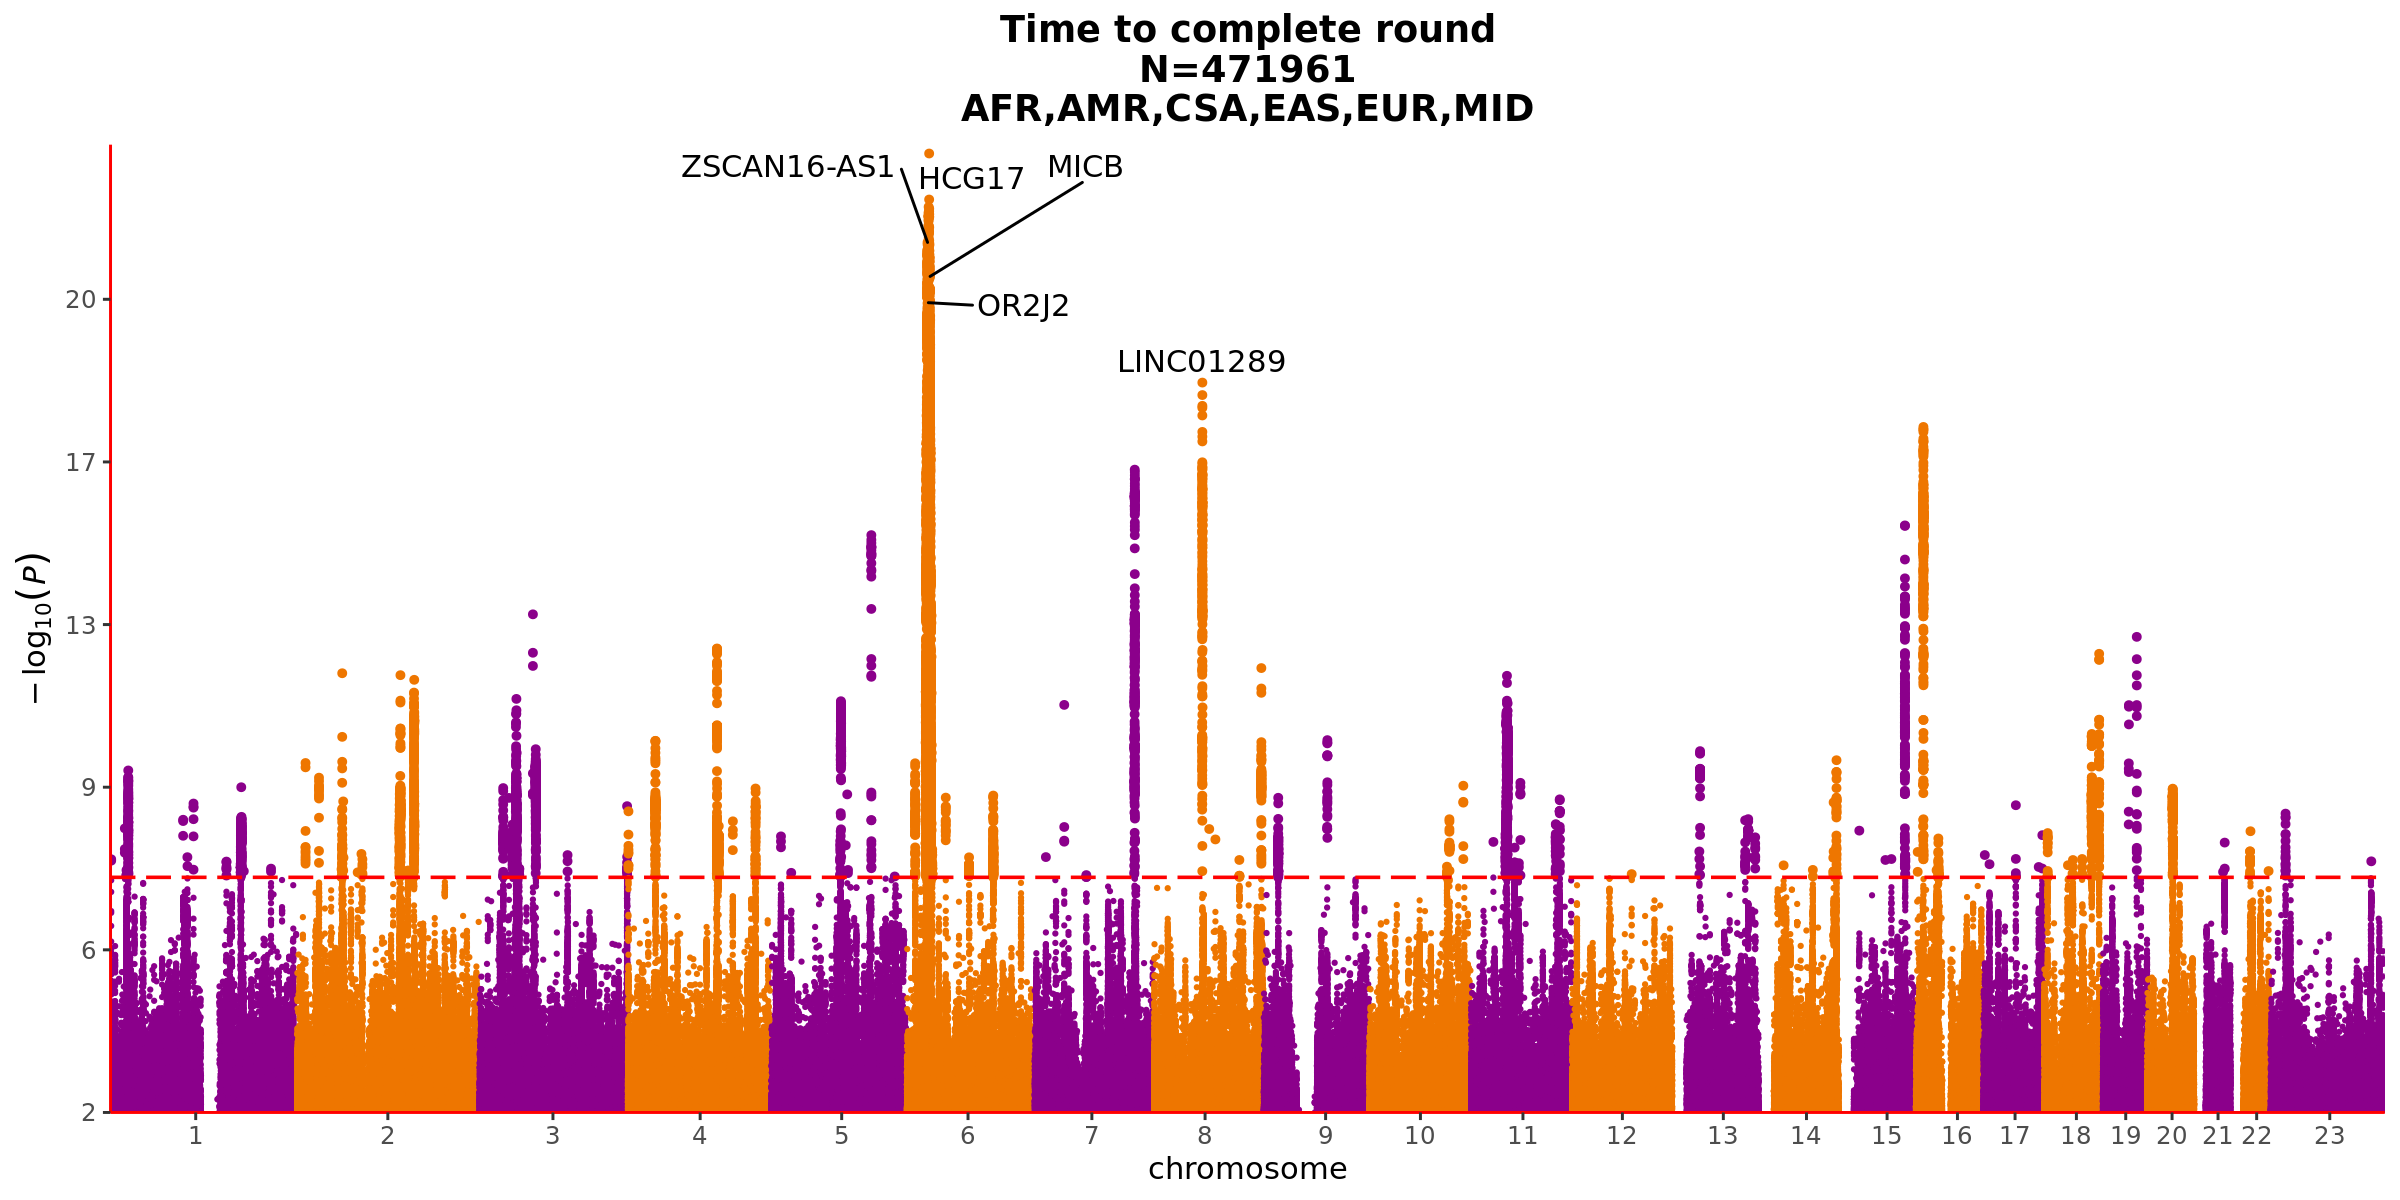 Time to complete round
N=471961
AFR,AMR,CSA,EAS,EUR,MID
ZSCAN16-AS1
HCG17
MICB
OR2J2
LINC01289
20
17
13
9
6
2
−log10(P)
1 2 3 4 5 6 7 8 9 10 11 12 13 14 15 16 17 18 19 20 21 22 23
chromosome